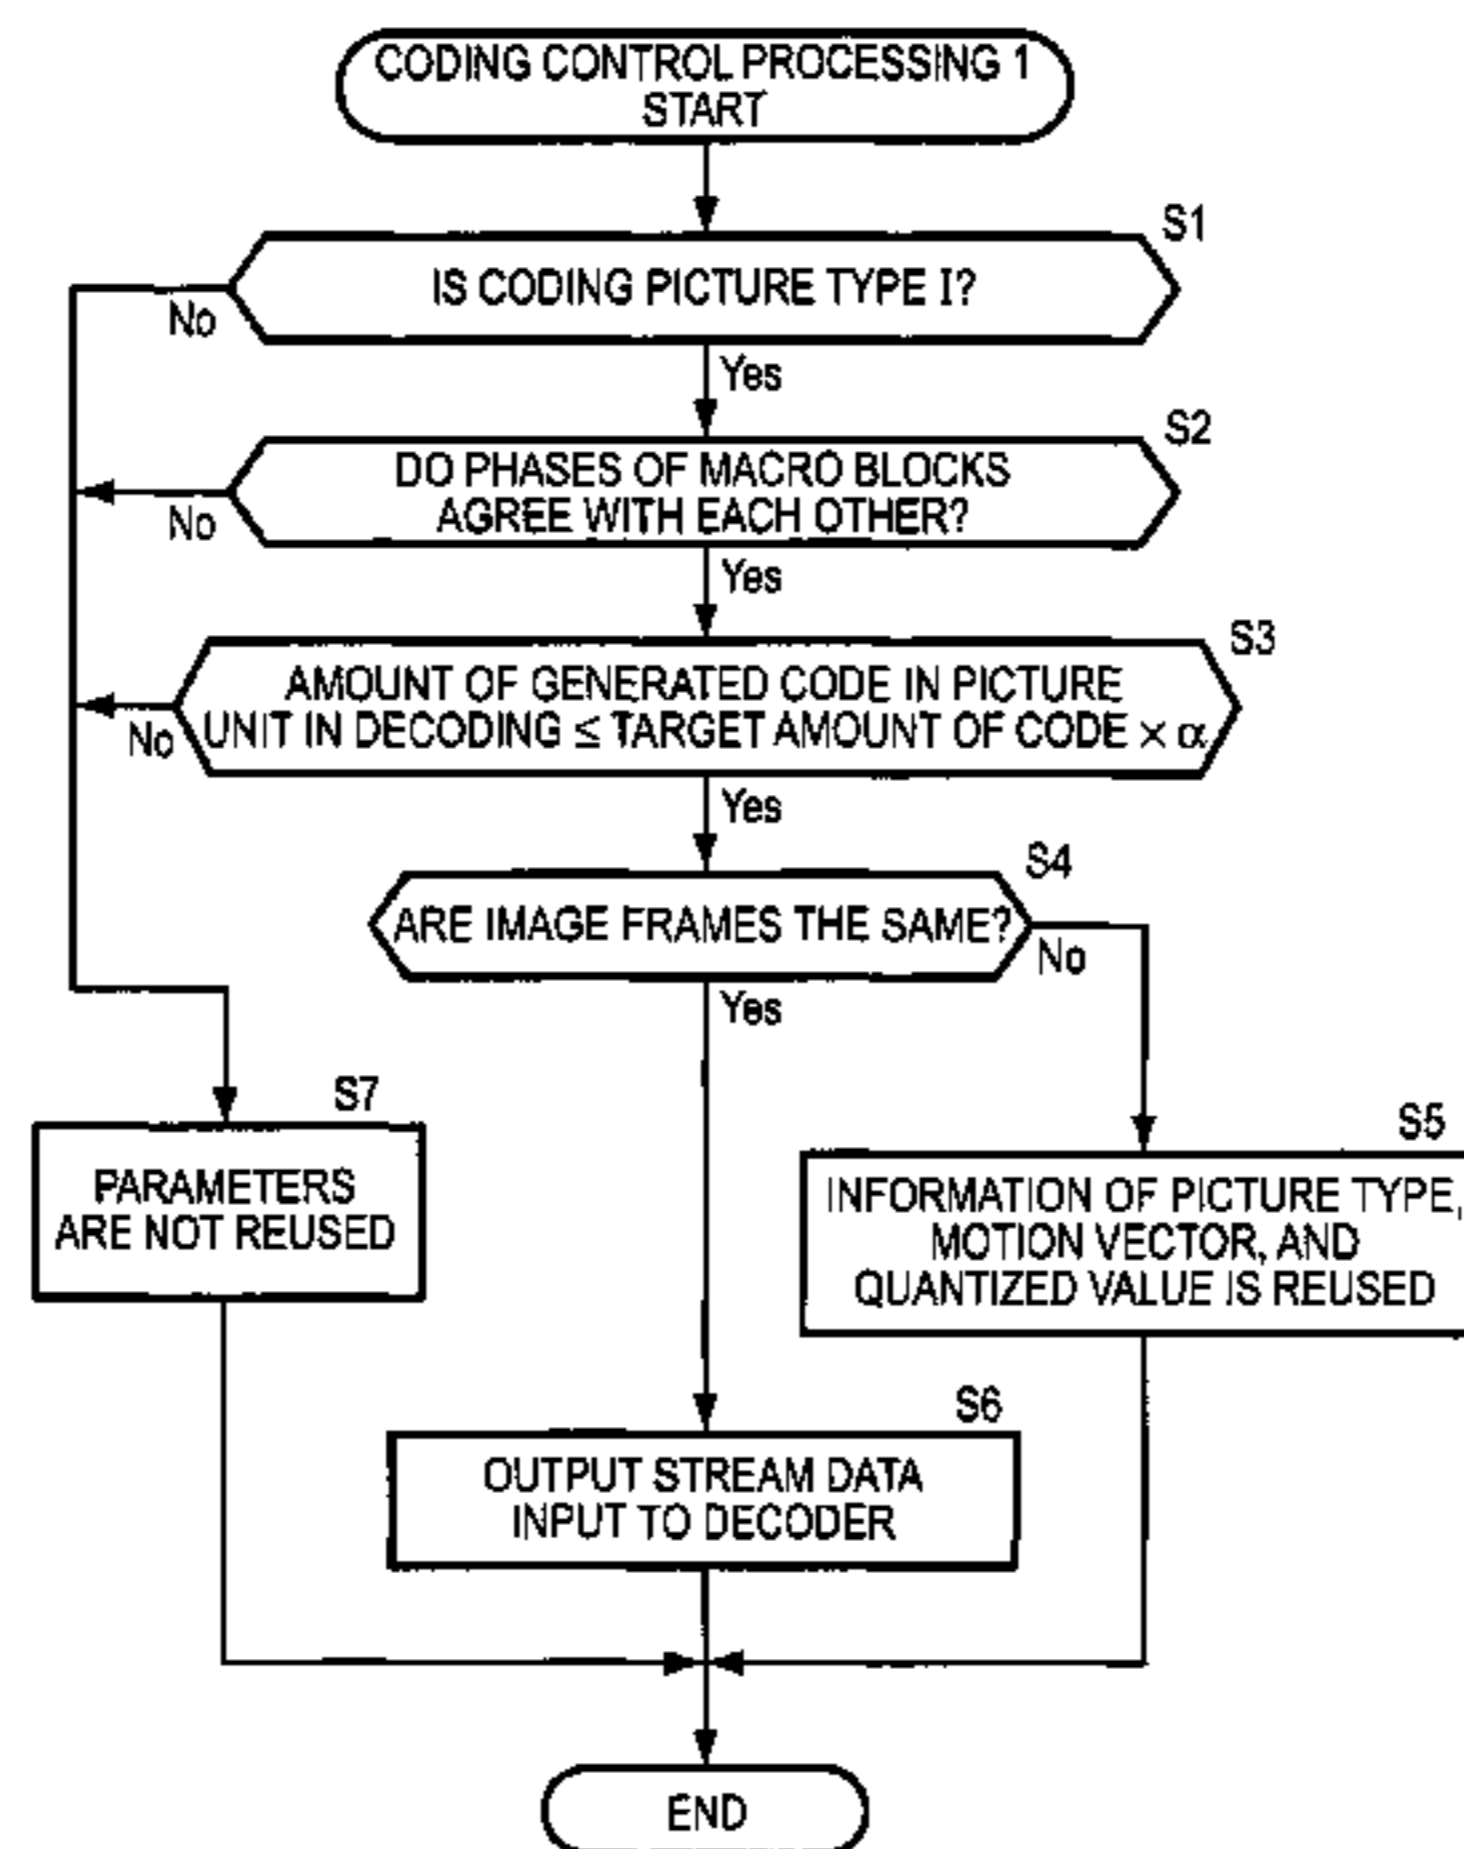 CODING CONTROL PROCESSING 1
START
S1
IS CODING PICTURE TYPE I?
No
Yes
S2
DO PHASES OF MACRO BLOCKS
AGREE WITH EACH OTHER?
No
Yes
S3
AMOUNT OF GENERATED CODE IN PICTURE
UNIT IN DECODING ≤ TARGET AMOUNT OF CODE × α
No
Yes
S4
ARE IMAGE FRAMES THE SAME?
No
Yes
S7
PARAMETERS
ARE NOT REUSED
S5
INFORMATION OF PICTURE TYPE,
MOTION VECTOR, AND
QUANTIZED VALUE IS REUSED
S6
OUTPUT STREAM DATA
INPUT TO DECODER
END